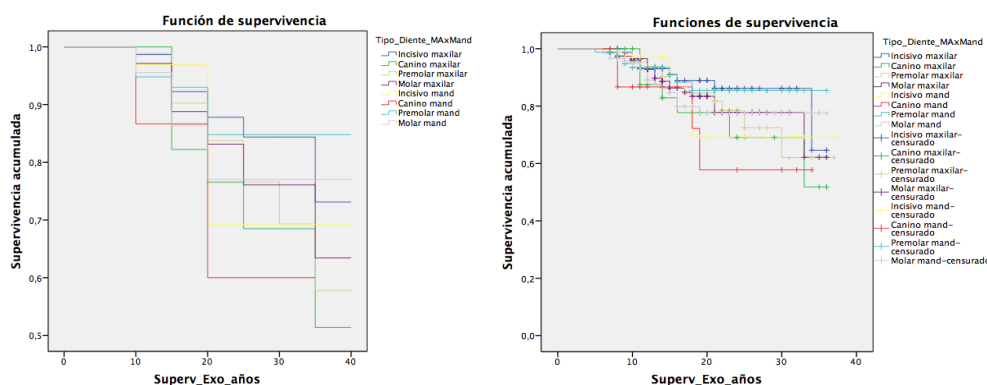 Función de supervivencia
Tipo_Diente_MAxMand
Incisivo maxilar
Canino maxilar
Premolar maxilar
Molar maxilar
Incisivo mand
Canino mand
Premolar mand
Molar mand
Supervivencia acumulada
1,0
0,9
0,8
0,7
0,6
0,5
0
10
20
30
40
Superv_Exo_años
Funciones de supervivencia
Tipo_Diente_MAxMand
Incisivo maxilar
Canino maxilar
Premolar maxilar
Molar maxilar
Incisivo mand
Canino mand
Premolar mand
Molar mand
Incisivo maxilar-
censurado
Canino maxilar-
censurado
Premolar maxilar-
censurado
Molar maxilar-
censurado
Incisivo mand-
censurado
Canino mand-
censurado
Premolar mand-
censurado
Molar mand-censurado
Supervivencia acumulada
1,0
0,8
0,6
0,4
0,2
0,0
0
10
20
30
40
Superv_Exo_años